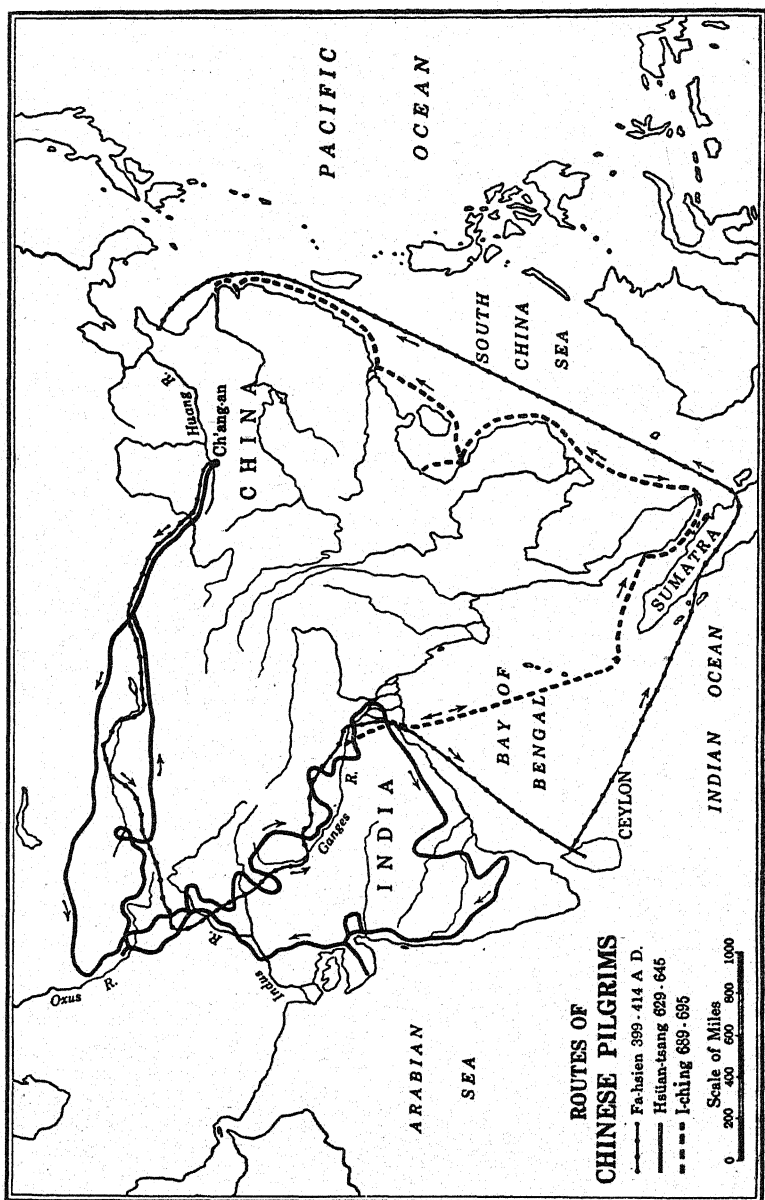 ROUTES OF
CHINESE PILGRIMS
Fa-hsien 399-414 A D.
Hsüan-tsang 629-645
I-ching 689-695
Scale of Miles
0 200 400 600 800 1000
PACIFIC
OCEAN
SOUTH
CHINA
SEA
Huang
R.
Ch'ang-an
CHINA
SUMATRA
INDIAN OCEAN
BAY OF
BENGAL
CEYLON
Ganges
R.
INDIA
Indus
R.
Oxus
R.
ARABIAN
SEA